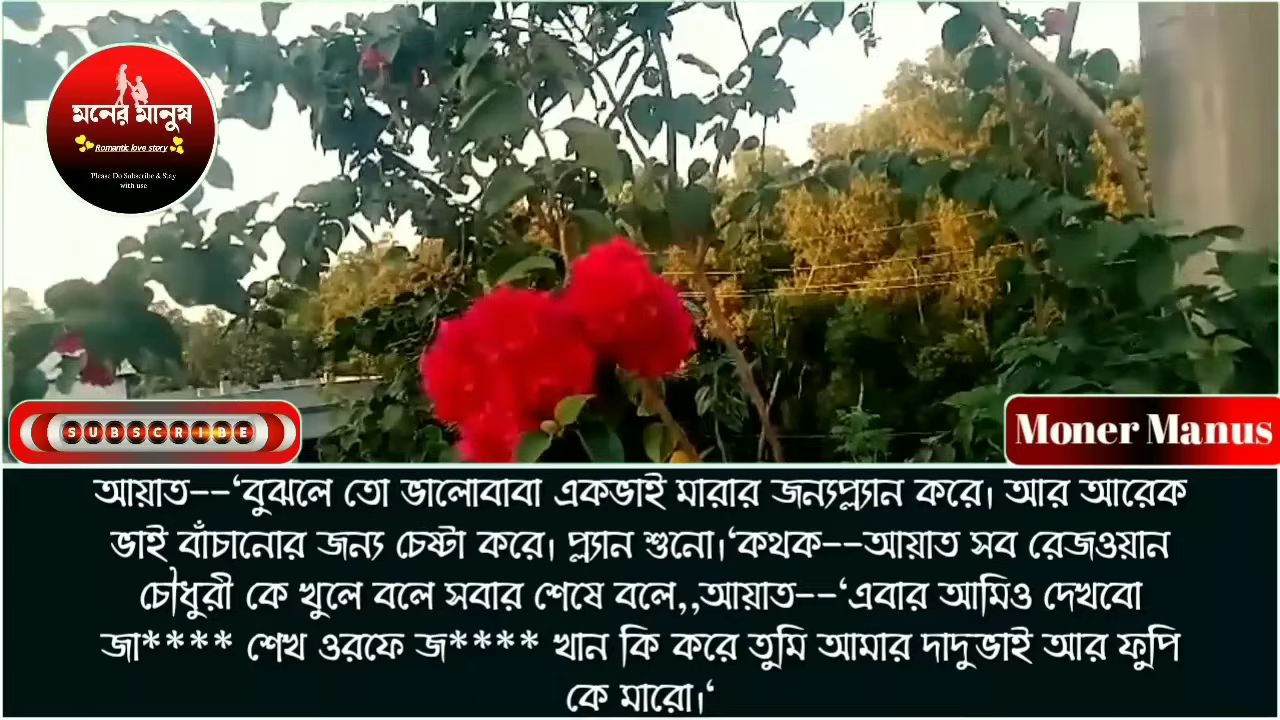 মনের মানুষ
Romantic love story
Please Do Subscribe & Stay
with use
SUBSCRIBE
Moner Manus
আয়াত--‘বুঝলে তো ভালোবাবা একভাই মারার জন্যপ্ল্যান করে। আর আরেক
ভাই বাঁচানোর জন্য চেষ্টা করে। প্ল্যান শুনো।‘কথক--আয়াত সব রেজওয়ান
চৌধুরী কে খুলে বলে সবার শেষে বলে,,আয়াত--‘এবার আমিও দেখবো
জা**** শেখ ওরফে জ**** খান কি করে তুমি আমার দাদুভাই আর ফুপি
কে মারো।‘